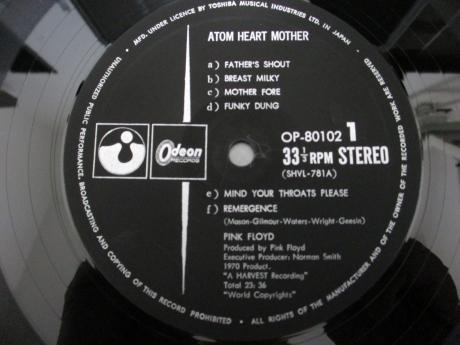 • MFD. UNDER LICENCE BY TOSHIBA MUSICAL INDUSTRIES LTD. IN JAPAN •
ATOM HEART MOTHER
a) FATHER'S SHOUT
b) BREAST MILKY
c) MOTHER FORE
d) FUNKY DUNG
Odeon
RECORDS
OP-80102 1
33 1/3 RPM STEREO
(SHVL-781A)
e) MIND YOUR THROATS PLEASE
f) REMERGENCE
(Mason-Gilmour-Waters-Wright-Geesin)
PINK FLOYD
Produced by Pink Floyd
Executive Producer: Norman Smith
1970 Product.
"A HARVEST Recording"
Total 23: 36
"World Copyrights"
UNAUTHORIZED PUBLIC PERFORMANCE, BROADCASTING AND COPYING OF THIS RECORD PROHIBITED • ALL RIGHTS OF THE MANUFACTURER AND OF THE OWNER OF THE RECORDED WORK ARE RESERVED